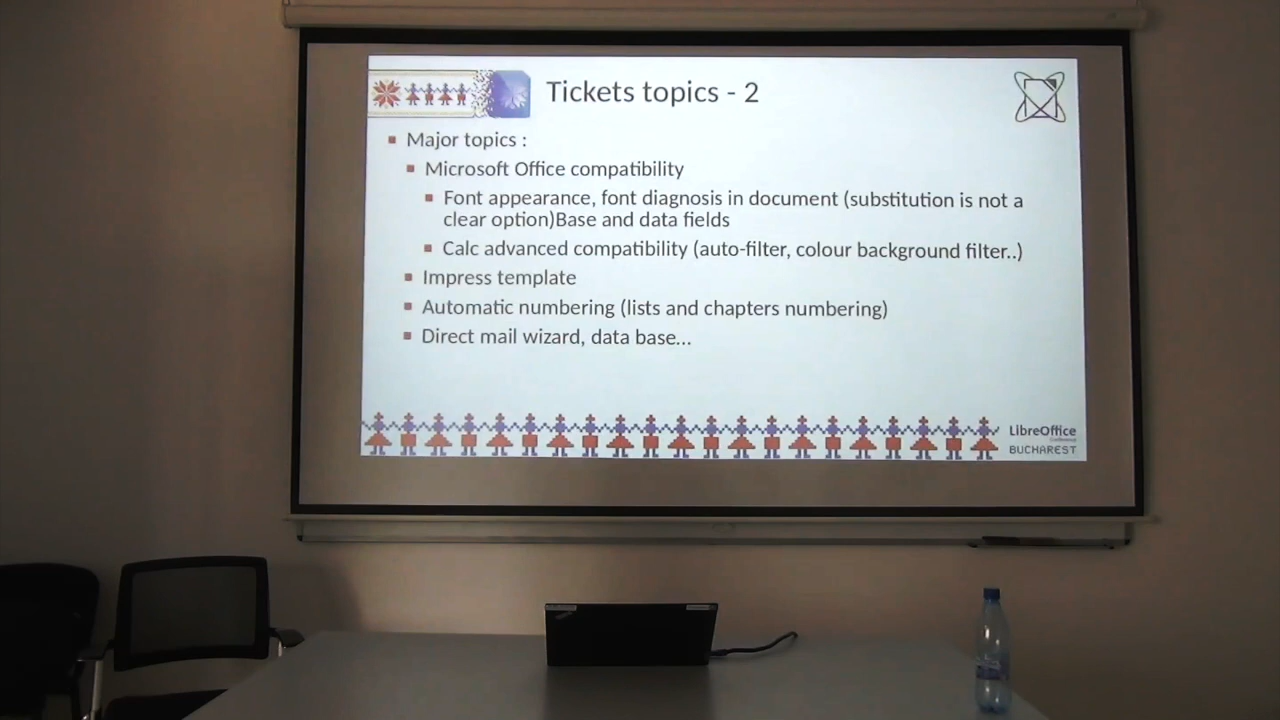 Tickets topics - 2
Major topics :
Microsoft Office compatibility
Font appearance, font diagnosis in document (substitution is not a
clear option)Base and data fields
Calc advanced compatibility (auto-filter, colour background filter..)
Impress template
Automatic numbering (lists and chapters numbering)
Direct mail wizard, data base...
LibreOffice
Conference
BUCHAREST